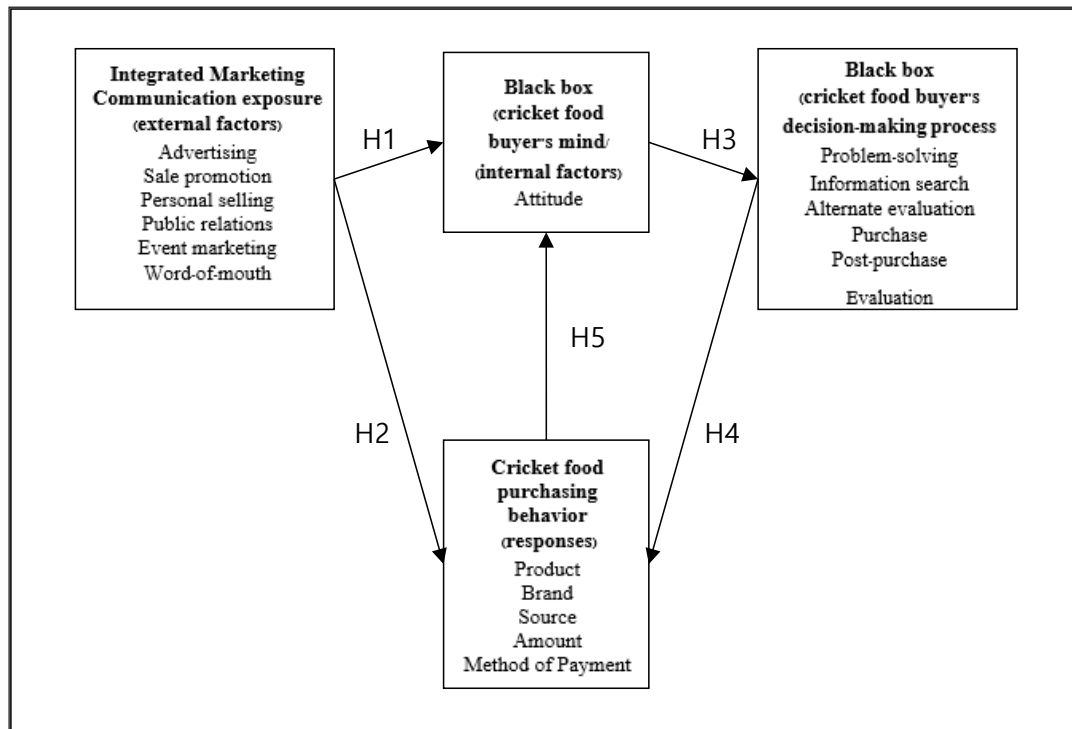 Integrated Marketing
Communication exposure
(external factors)
Advertising
Sale promotion
Personal selling
Public relations
Event marketing
Word-of-mouth
H1
Black box
(cricket food
buyer's mind/
(internal factors)
Attitude
H3
Black box
(cricket food buyer's
decision-making process
Problem-solving
Information search
Alternate evaluation
Purchase
Post-purchase
Evaluation
H5
H2
H4
Cricket food
purchasing
behavior
(responses)
Product
Brand
Source
Amount
Method of Payment